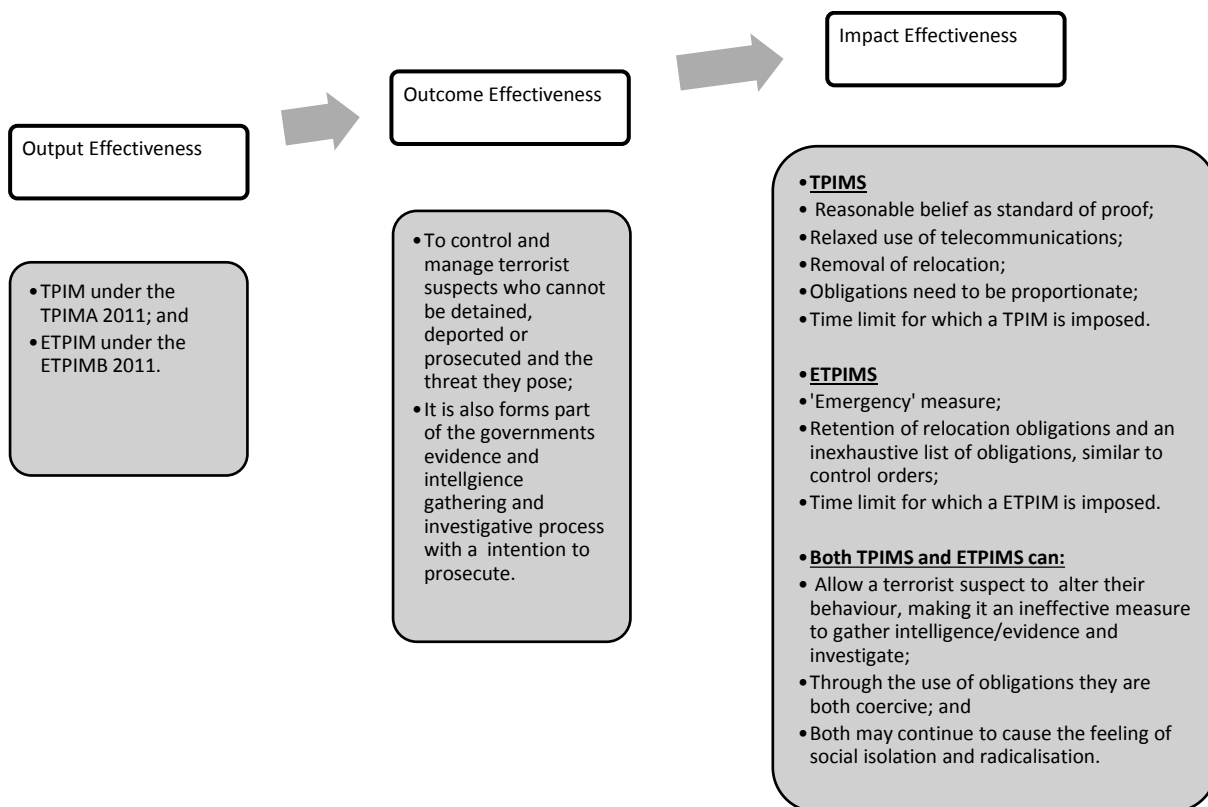 Output Effectiveness
• TPIM under the
TPIMA 2011; and
• ETPIM under the
ETPIMB 2011.
Outcome Effectiveness
• To control and
manage terrorist
suspects who cannot
be detained,
deported or
prosecuted and the
threat they pose;
• It is also forms part
of the governments
evidence and
intellgience
gathering and
investigative process
with a intention to
prosecute.
Impact Effectiveness
• TPIMS
• Reasonable belief as standard of proof;
• Relaxed use of telecommunications;
• Removal of relocation;
• Obligations need to be proportionate;
• Time limit for which a TPIM is imposed.
• ETPIMS
• 'Emergency' measure;
• Retention of relocation obligations and an
inexhaustive list of obligations, similar to
control orders;
• Time limit for which a ETPIM is imposed.
• Both TPIMS and ETPIMS can:
• Allow a terrorist suspect to alter their
behaviour, making it an ineffective measure
to gather intelligence/evidence and
investigate;
• Through the use of obligations they are
both coercive; and
• Both may continue to cause the feeling of
social isolation and radicalisation.